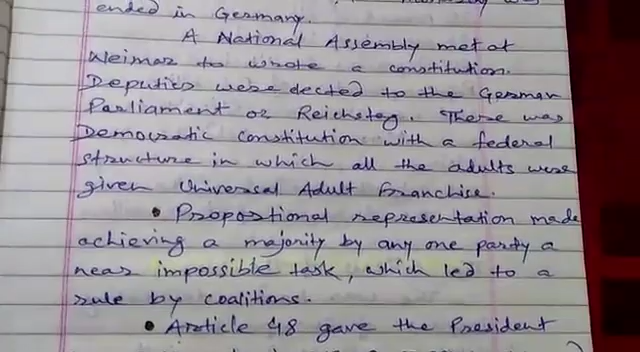 ended in Germany.
A National Assembly met at
Weimar to wrote a constitution.
Deputies were elected to the German
Parliament or Reichsteg. There was
Democratic constitution with a federal
structure in which all the adults were
given Universal Adult Franchise.
• Propostional representation made
achieving a majority by any one party a
near impossible task, which led to a
rule by coalitions.
• Article 48 gave the President